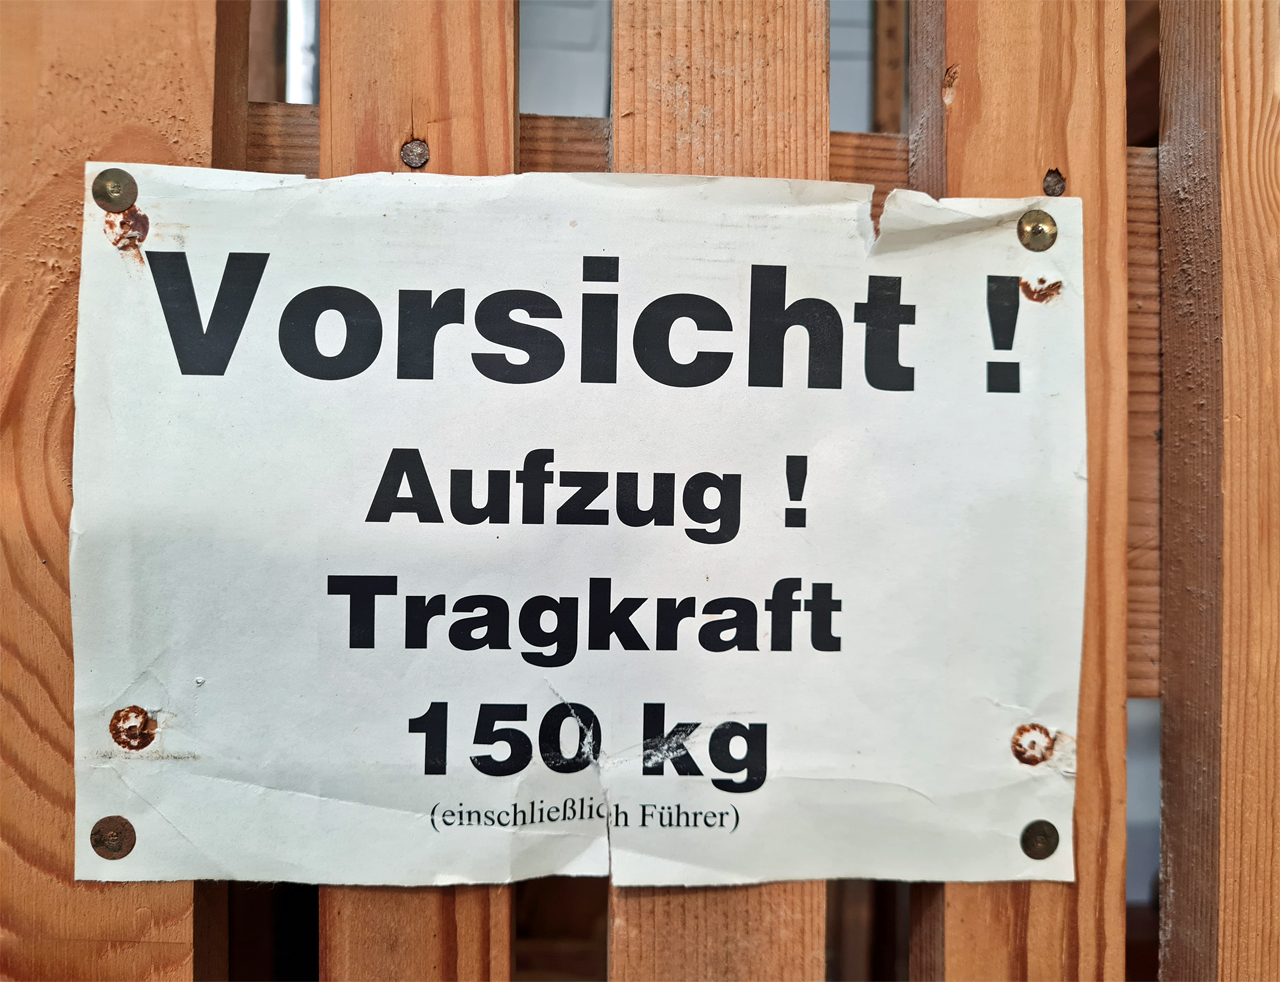 Vorsicht !
Aufzug !
Tragkraft
150 kg
(einschließlich Führer)